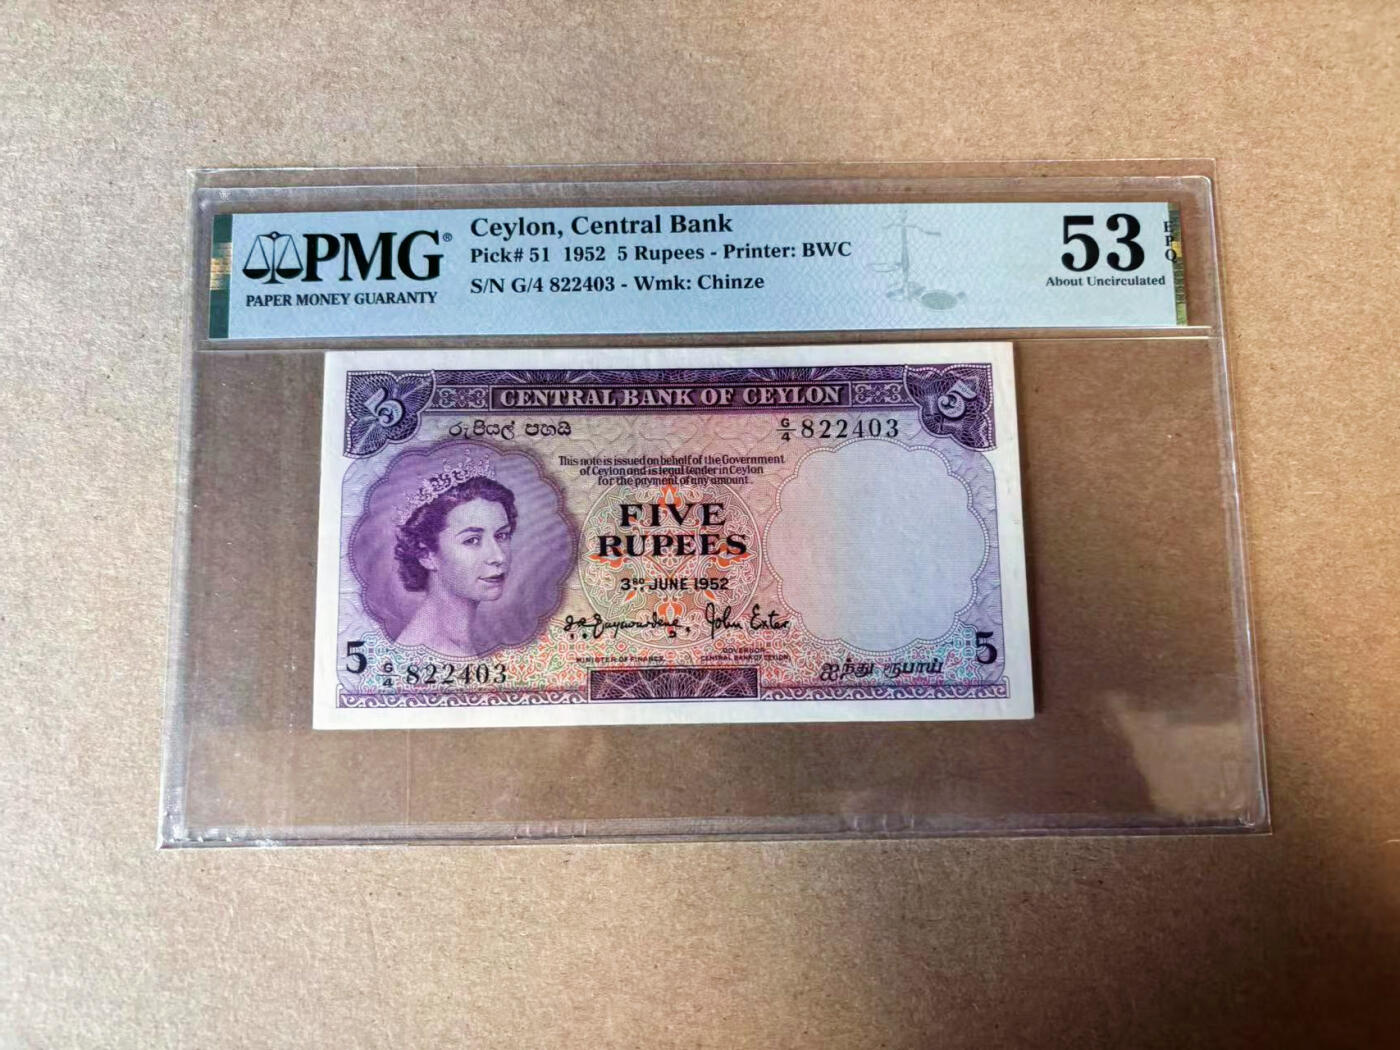 PMG®
PAPER MONEY GUARANTY
Ceylon, Central Bank
Pick# 51 1952 5 Rupees - Printer: BWC
S/N G/4 822403 - Wmk: Chinze
53
EPQ
About Uncirculated
5
CENTRAL BANK OF CEYLON
5
රුපියල් පහයි
G/4 822403
This note is issued on behalf of the Government
of Ceylon and is legal tender in Ceylon
for the payment of any amount.
FIVE
RUPEES
3RD. JUNE 1952
John Exter
MINISTER OF FINANCE
GOVERNOR
CENTRAL BANK OF CEYLON
5
G/4 822403
ஐந்து ரூபாய்
5